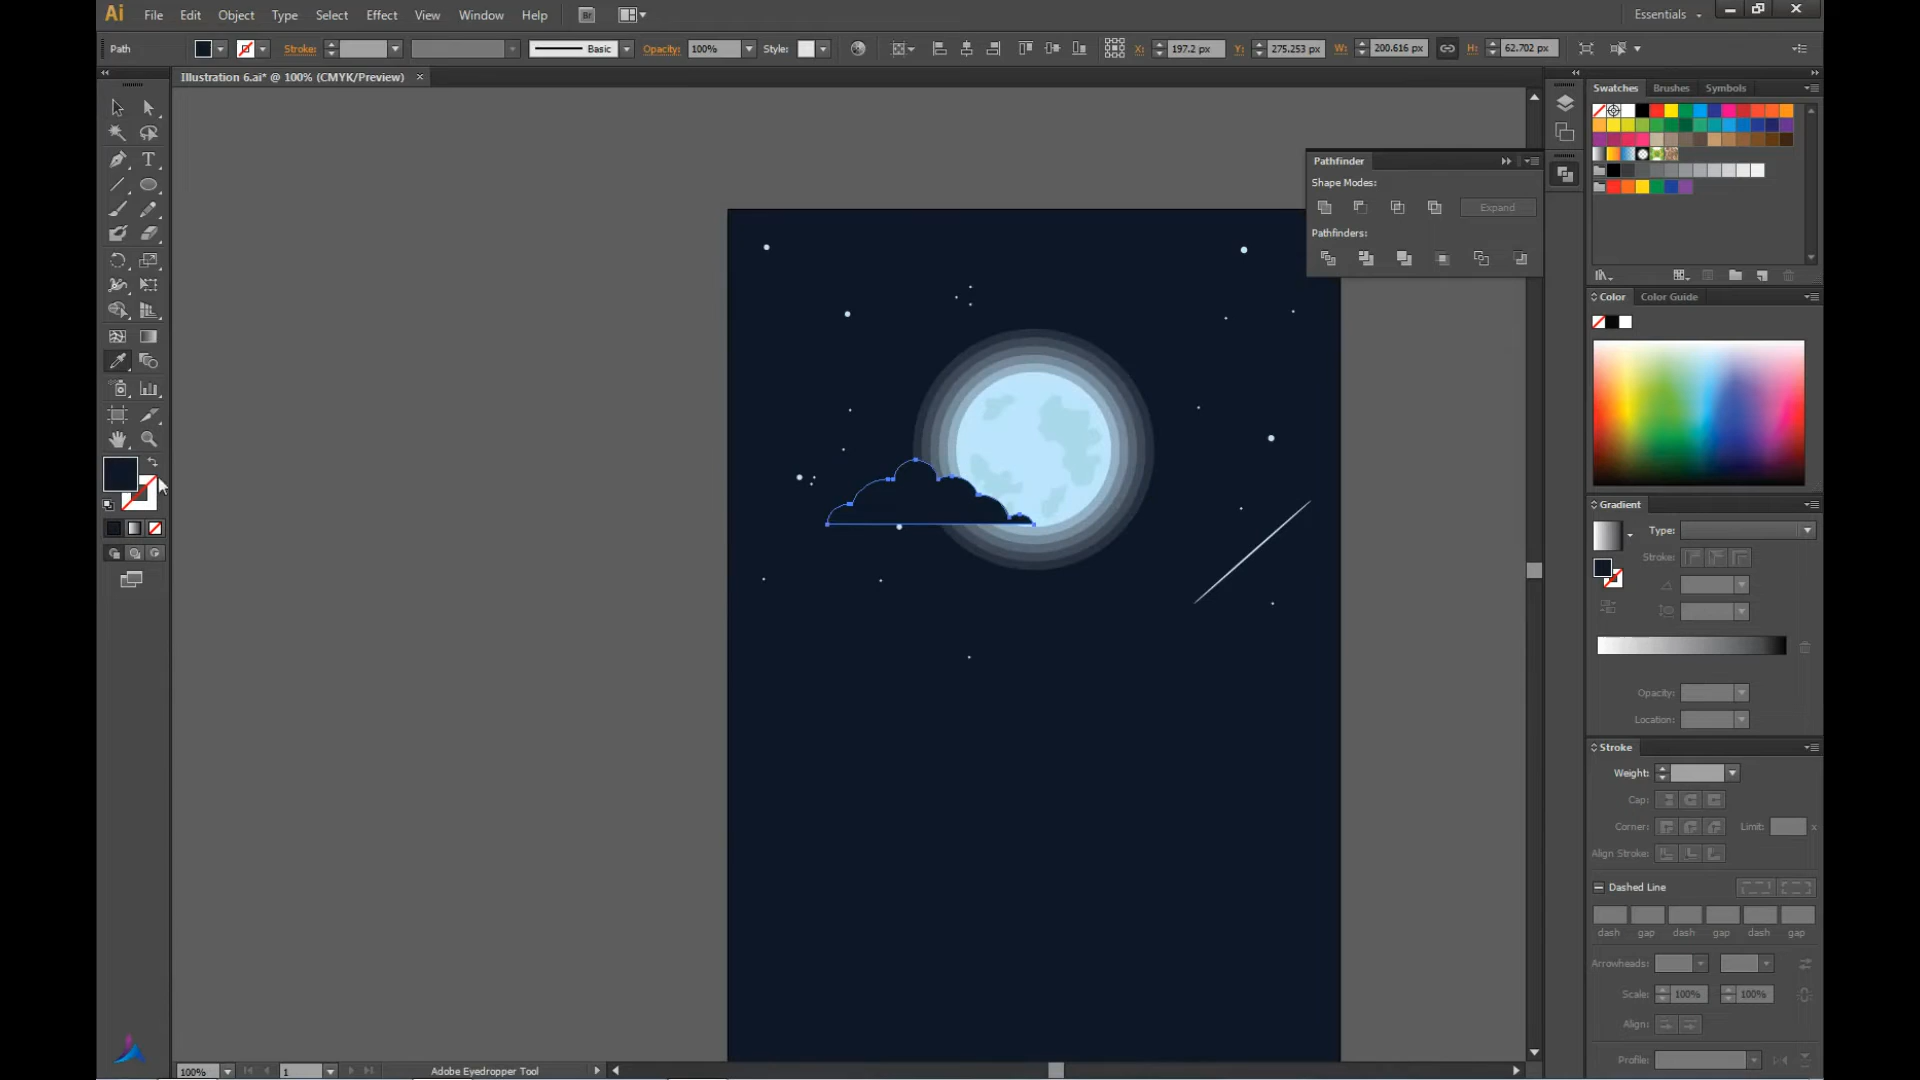 Ai File Edit Object Type Select Effect View Window Help Br Essentials
Path Stroke: Basic Opacity: 100% Style: X: 197.2 px Y: 275.253 px W: 200.616 px H: 62.702 px
Illustration 6.ai* @ 100% (CMYK/Preview) ×
Swatches Brushes Symbols
Pathfinder
Shape Modes:
Expand
Pathfinders:
Color Color Guide
Gradient
Type:
Stroke:
Opacity:
Location:
Stroke
Weight:
Cap:
Corner: Limit: x
Align Stroke:
Dashed Line
dash gap dash gap dash gap
Arrowheads:
Scale: 100% 100%
Align:
Profile:
100% 1 Adobe Eyedropper Tool